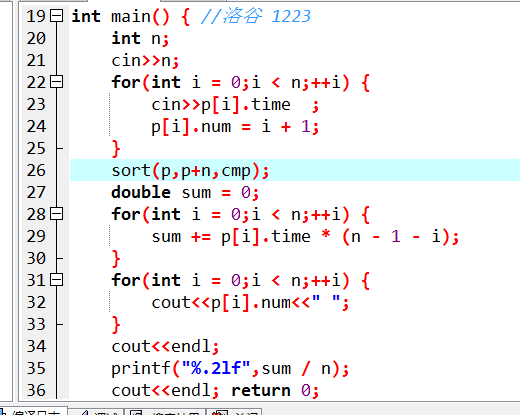 19 int main() { //洛谷 1223
20 int n;
21 cin>>n;
22 for(int i = 0;i < n;++i) {
23 cin>>p[i].time  ;
24 p[i].num = i + 1;
25 }
26 sort(p,p+n,cmp);
27 double sum = 0;
28 for(int i = 0;i < n;++i) {
29 sum += p[i].time * (n - 1 - i);
30 }
31 for(int i = 0;i < n;++i) {
32 cout<<p[i].num<<" ";
33 }
34 cout<<endl;
35 printf("%.2lf",sum / n);
36 cout<<endl; return 0;